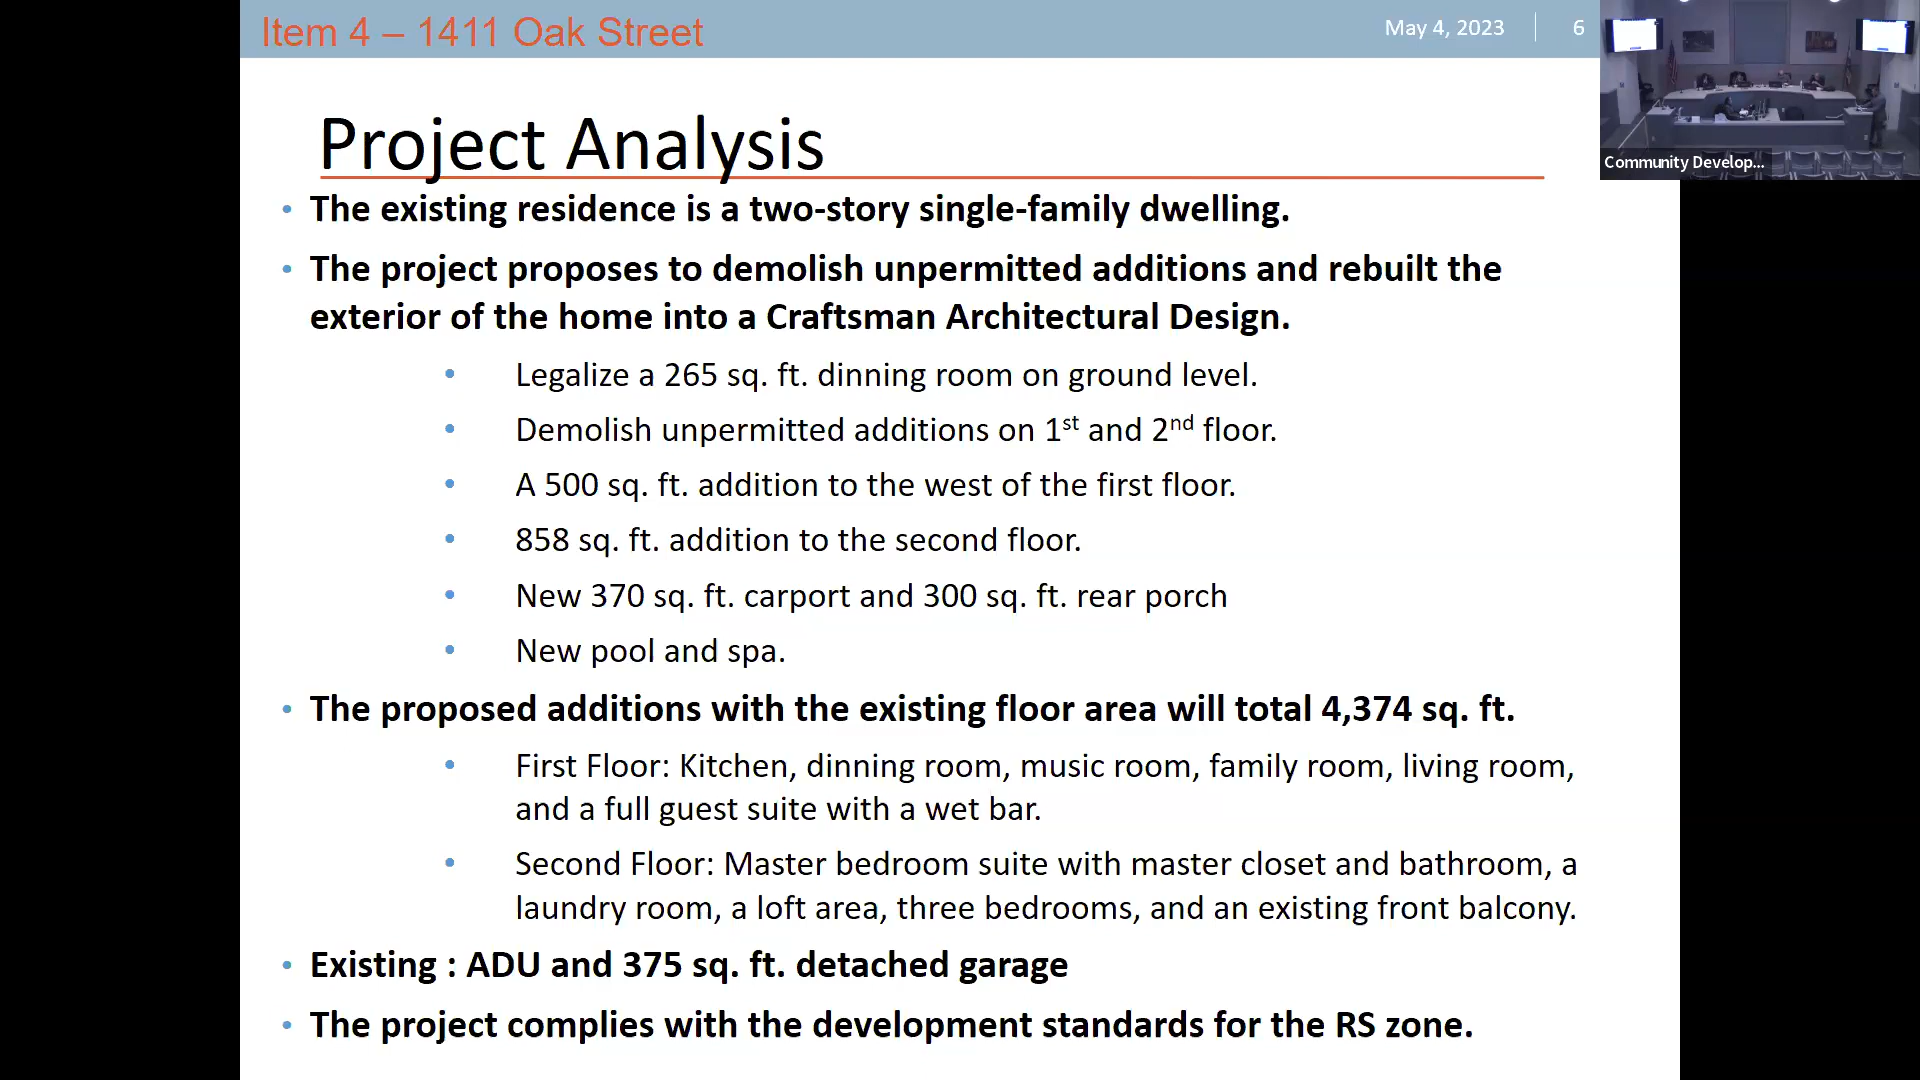 Item 4 – 1411 Oak Street
May 4, 2023
6
Community Develop...
Project Analysis
• The existing residence is a two-story single-family dwelling.
• The project proposes to demolish unpermitted additions and rebuilt the
exterior of the home into a Craftsman Architectural Design.
• Legalize a 265 sq. ft. dinning room on ground level.
• Demolish unpermitted additions on 1st and 2nd floor.
• A 500 sq. ft. addition to the west of the first floor.
• 858 sq. ft. addition to the second floor.
• New 370 sq. ft. carport and 300 sq. ft. rear porch
• New pool and spa.
• The proposed additions with the existing floor area will total 4,374 sq. ft.
• First Floor: Kitchen, dinning room, music room, family room, living room,
and a full guest suite with a wet bar.
• Second Floor: Master bedroom suite with master closet and bathroom, a
laundry room, a loft area, three bedrooms, and an existing front balcony.
• Existing : ADU and 375 sq. ft. detached garage
• The project complies with the development standards for the RS zone.